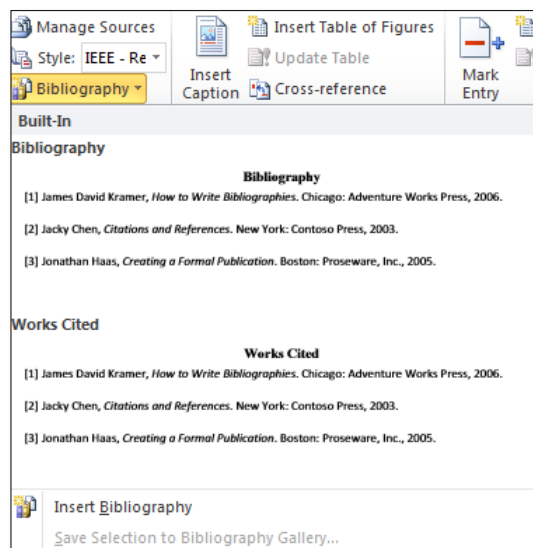 Manage Sources
Style: IEEE - Re
Bibliography
Insert
Caption
Insert Table of Figures
Update Table
Cross-reference
Mark
Entry
Built-In
Bibliography
Bibliography
[1] James David Kramer, How to Write Bibliographies. Chicago: Adventure Works Press, 2006.
[2] Jacky Chen, Citations and References. New York: Contoso Press, 2003.
[3] Jonathan Haas, Creating a Formal Publication. Boston: Proseware, Inc., 2005.
Works Cited
Works Cited
[1] James David Kramer, How to Write Bibliographies. Chicago: Adventure Works Press, 2006.
[2] Jacky Chen, Citations and References. New York: Contoso Press, 2003.
[3] Jonathan Haas, Creating a Formal Publication. Boston: Proseware, Inc., 2005.
Insert Bibliography
Save Selection to Bibliography Gallery...